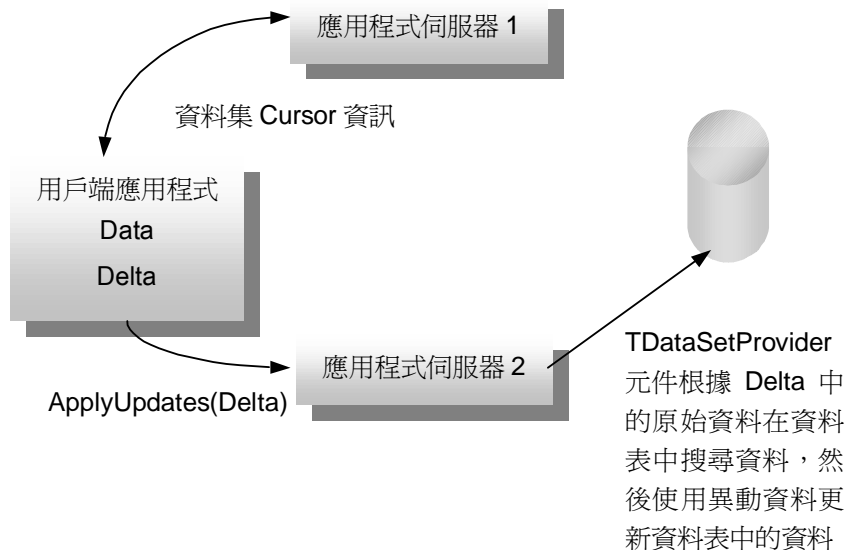 應用程式伺服器 1
資料集 Cursor 資訊
用戶端應用程式
Data
Delta
應用程式伺服器 2
ApplyUpdates(Delta)
TDataSetProvider
元件根據 Delta 中
的原始資料在資料
表中搜尋資料，然
後使用異動資料更
新資料表中的資料